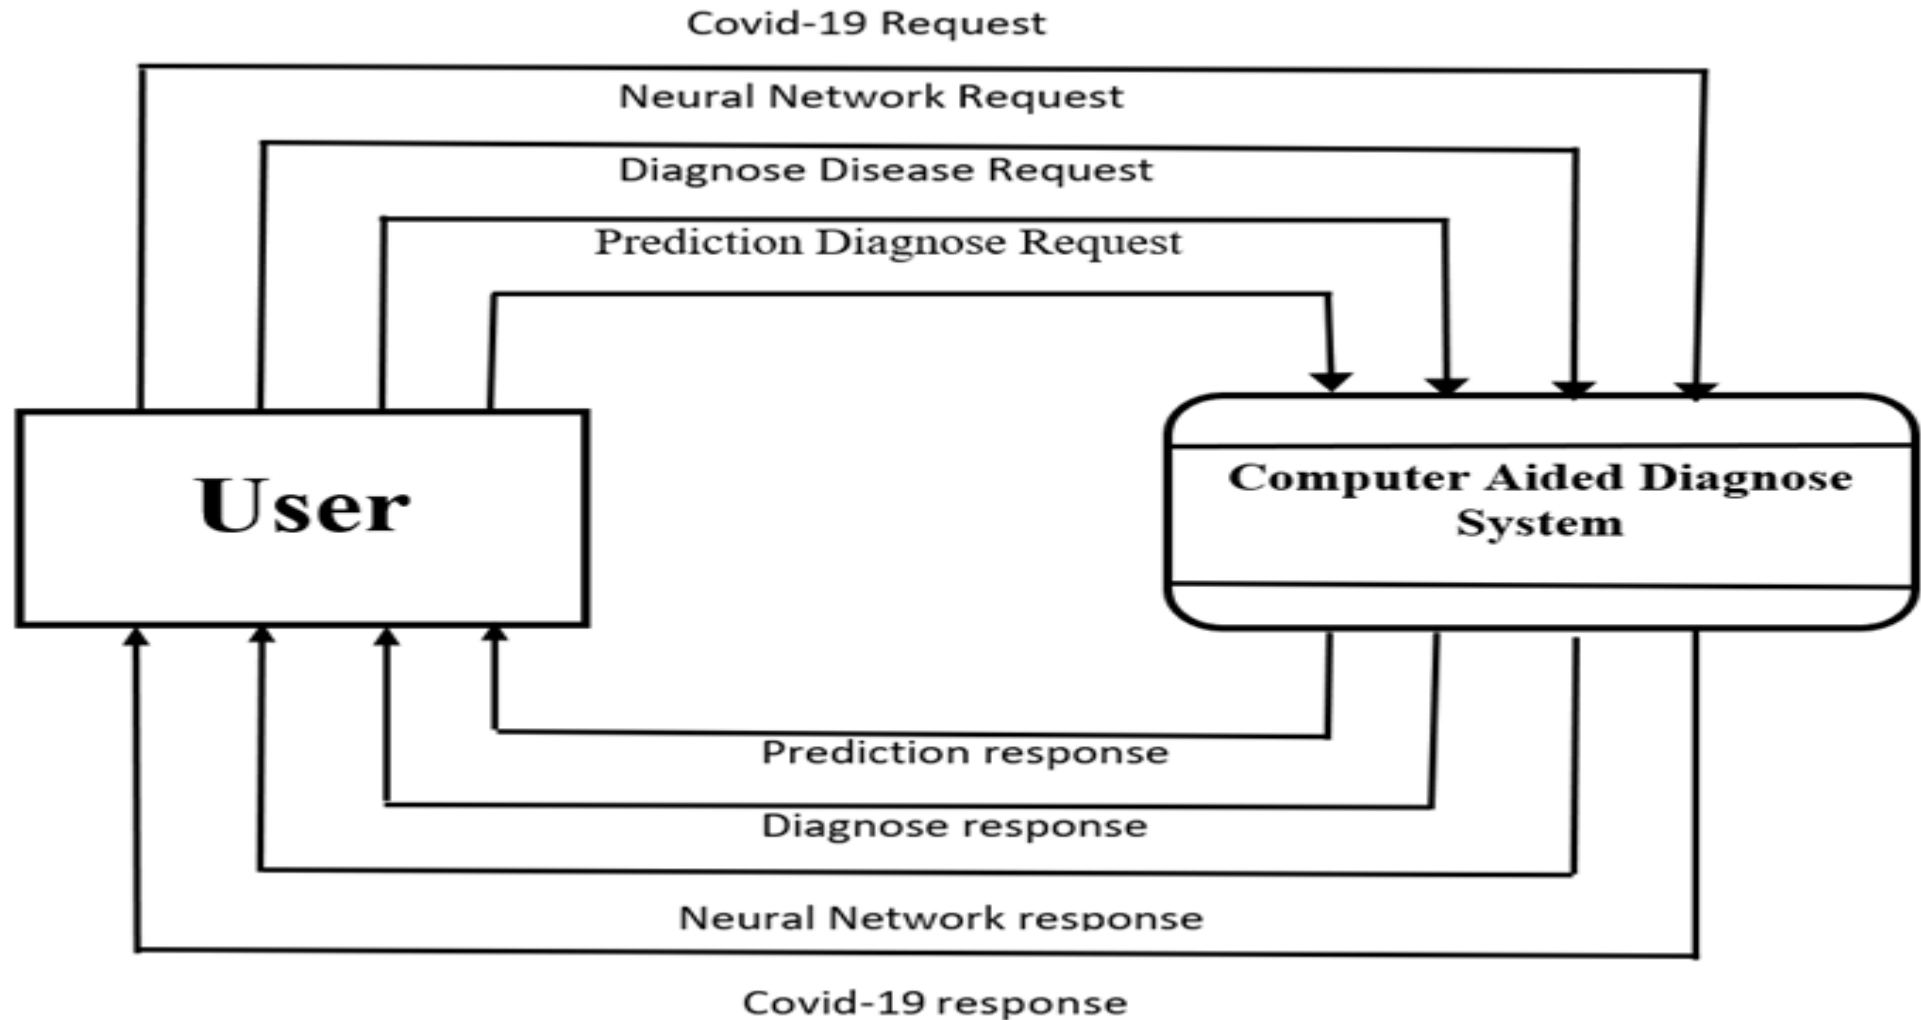 Covid-19 Request
Neural Network Request
Diagnose Disease Request
Prediction Diagnose Request
User
Computer Aided Diagnose
System
Prediction response
Diagnose response
Neural Network response
Covid-19 response